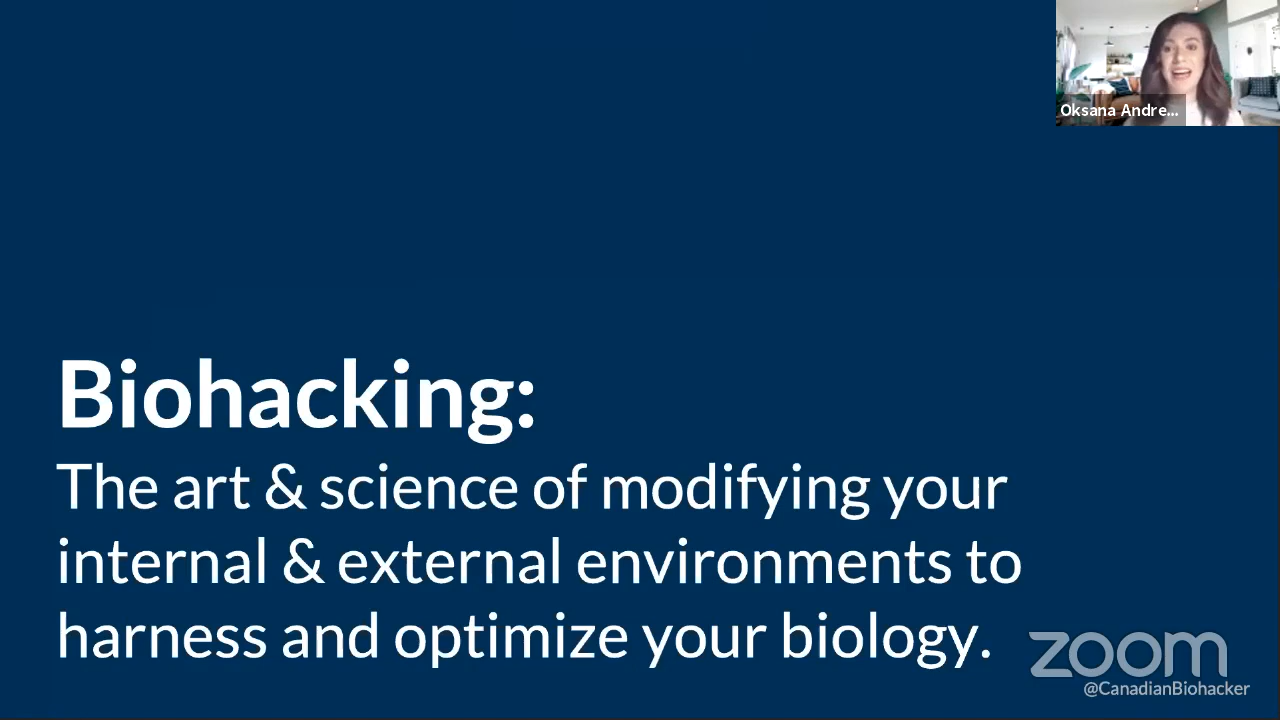 Oksana Andre...
Biohacking:
The art & science of modifying your
internal & external environments to
harness and optimize your biology.
zoom
@CanadianBiohacker